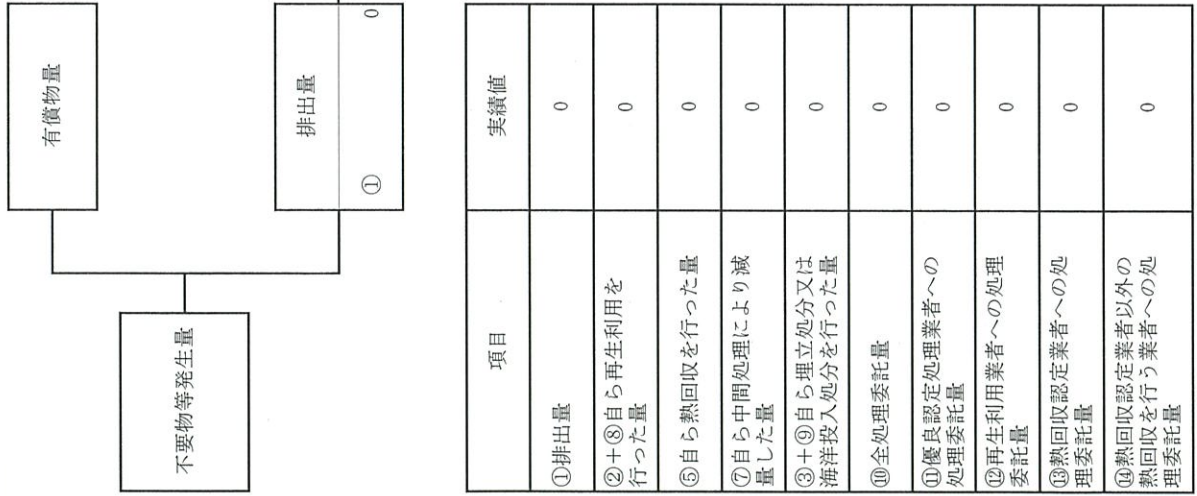 不要物等発生量
有償物量
排出量
① 0
項目 実績値
①排出量 0
②+⑧自ら再生利用を
行った量 0
⑤自ら熱回収を行った量 0
⑦自ら中間処理により減
量した量 0
③+⑨自ら埋立処分又は
海洋投入処分を行った量 0
⑩全処理委託量 0
⑪優良認定処理業者への
処理委託量 0
⑫再生利用業者への処理
委託量 0
⑬熱回収認定業者への処
理委託量 0
⑭熱回収認定業者以外の
熱回収を行う業者への処
理委託量 0